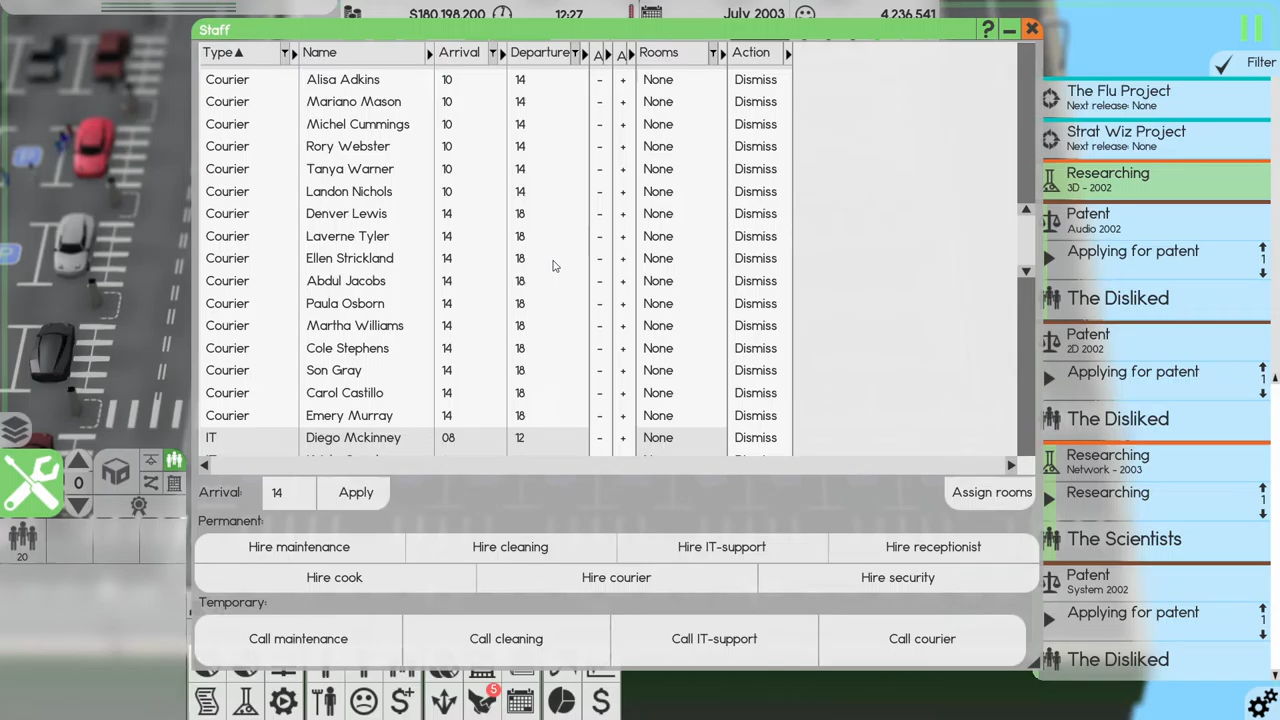 $180 198 200 12:27 July 2003 4 236 541
Staff ?
Type Name Arrival Departure A A Rooms Action
Courier Alisa Adkins 10 14 - + None Dismiss
Courier Mariano Mason 10 14 - + None Dismiss
Courier Michel Cummings 10 14 - + None Dismiss
Courier Rory Webster 10 14 - + None Dismiss
Courier Tanya Warner 10 14 - + None Dismiss
Courier Landon Nichols 10 14 - + None Dismiss
Courier Denver Lewis 14 18 - + None Dismiss
Courier Laverne Tyler 14 18 - + None Dismiss
Courier Ellen Strickland 14 18 - + None Dismiss
Courier Abdul Jacobs 14 18 - + None Dismiss
Courier Paula Osborn 14 18 - + None Dismiss
Courier Martha Williams 14 18 - + None Dismiss
Courier Cole Stephens 14 18 - + None Dismiss
Courier Son Gray 14 18 - + None Dismiss
Courier Carol Castillo 14 18 - + None Dismiss
Courier Emery Murray 14 18 - + None Dismiss
IT Diego Mckinney 08 12 - + None Dismiss
Arrival: 14 Apply Assign rooms
Permanent:
Hire maintenance Hire cleaning Hire IT-support Hire receptionist
Hire cook Hire courier Hire security
Temporary:
Call maintenance Call cleaning Call IT-support Call courier
Filter
The Flu Project
Next release: None
Strat Wiz Project
Next release: None
Researching
3D - 2002
Patent
Audio 2002
Applying for patent 1
The Disliked
Patent
2D 2002
Applying for patent 1
The Disliked
Researching
Network - 2003
Researching 1
The Scientists
Patent
System 2002
Applying for patent 1
The Disliked
0
20
5
$